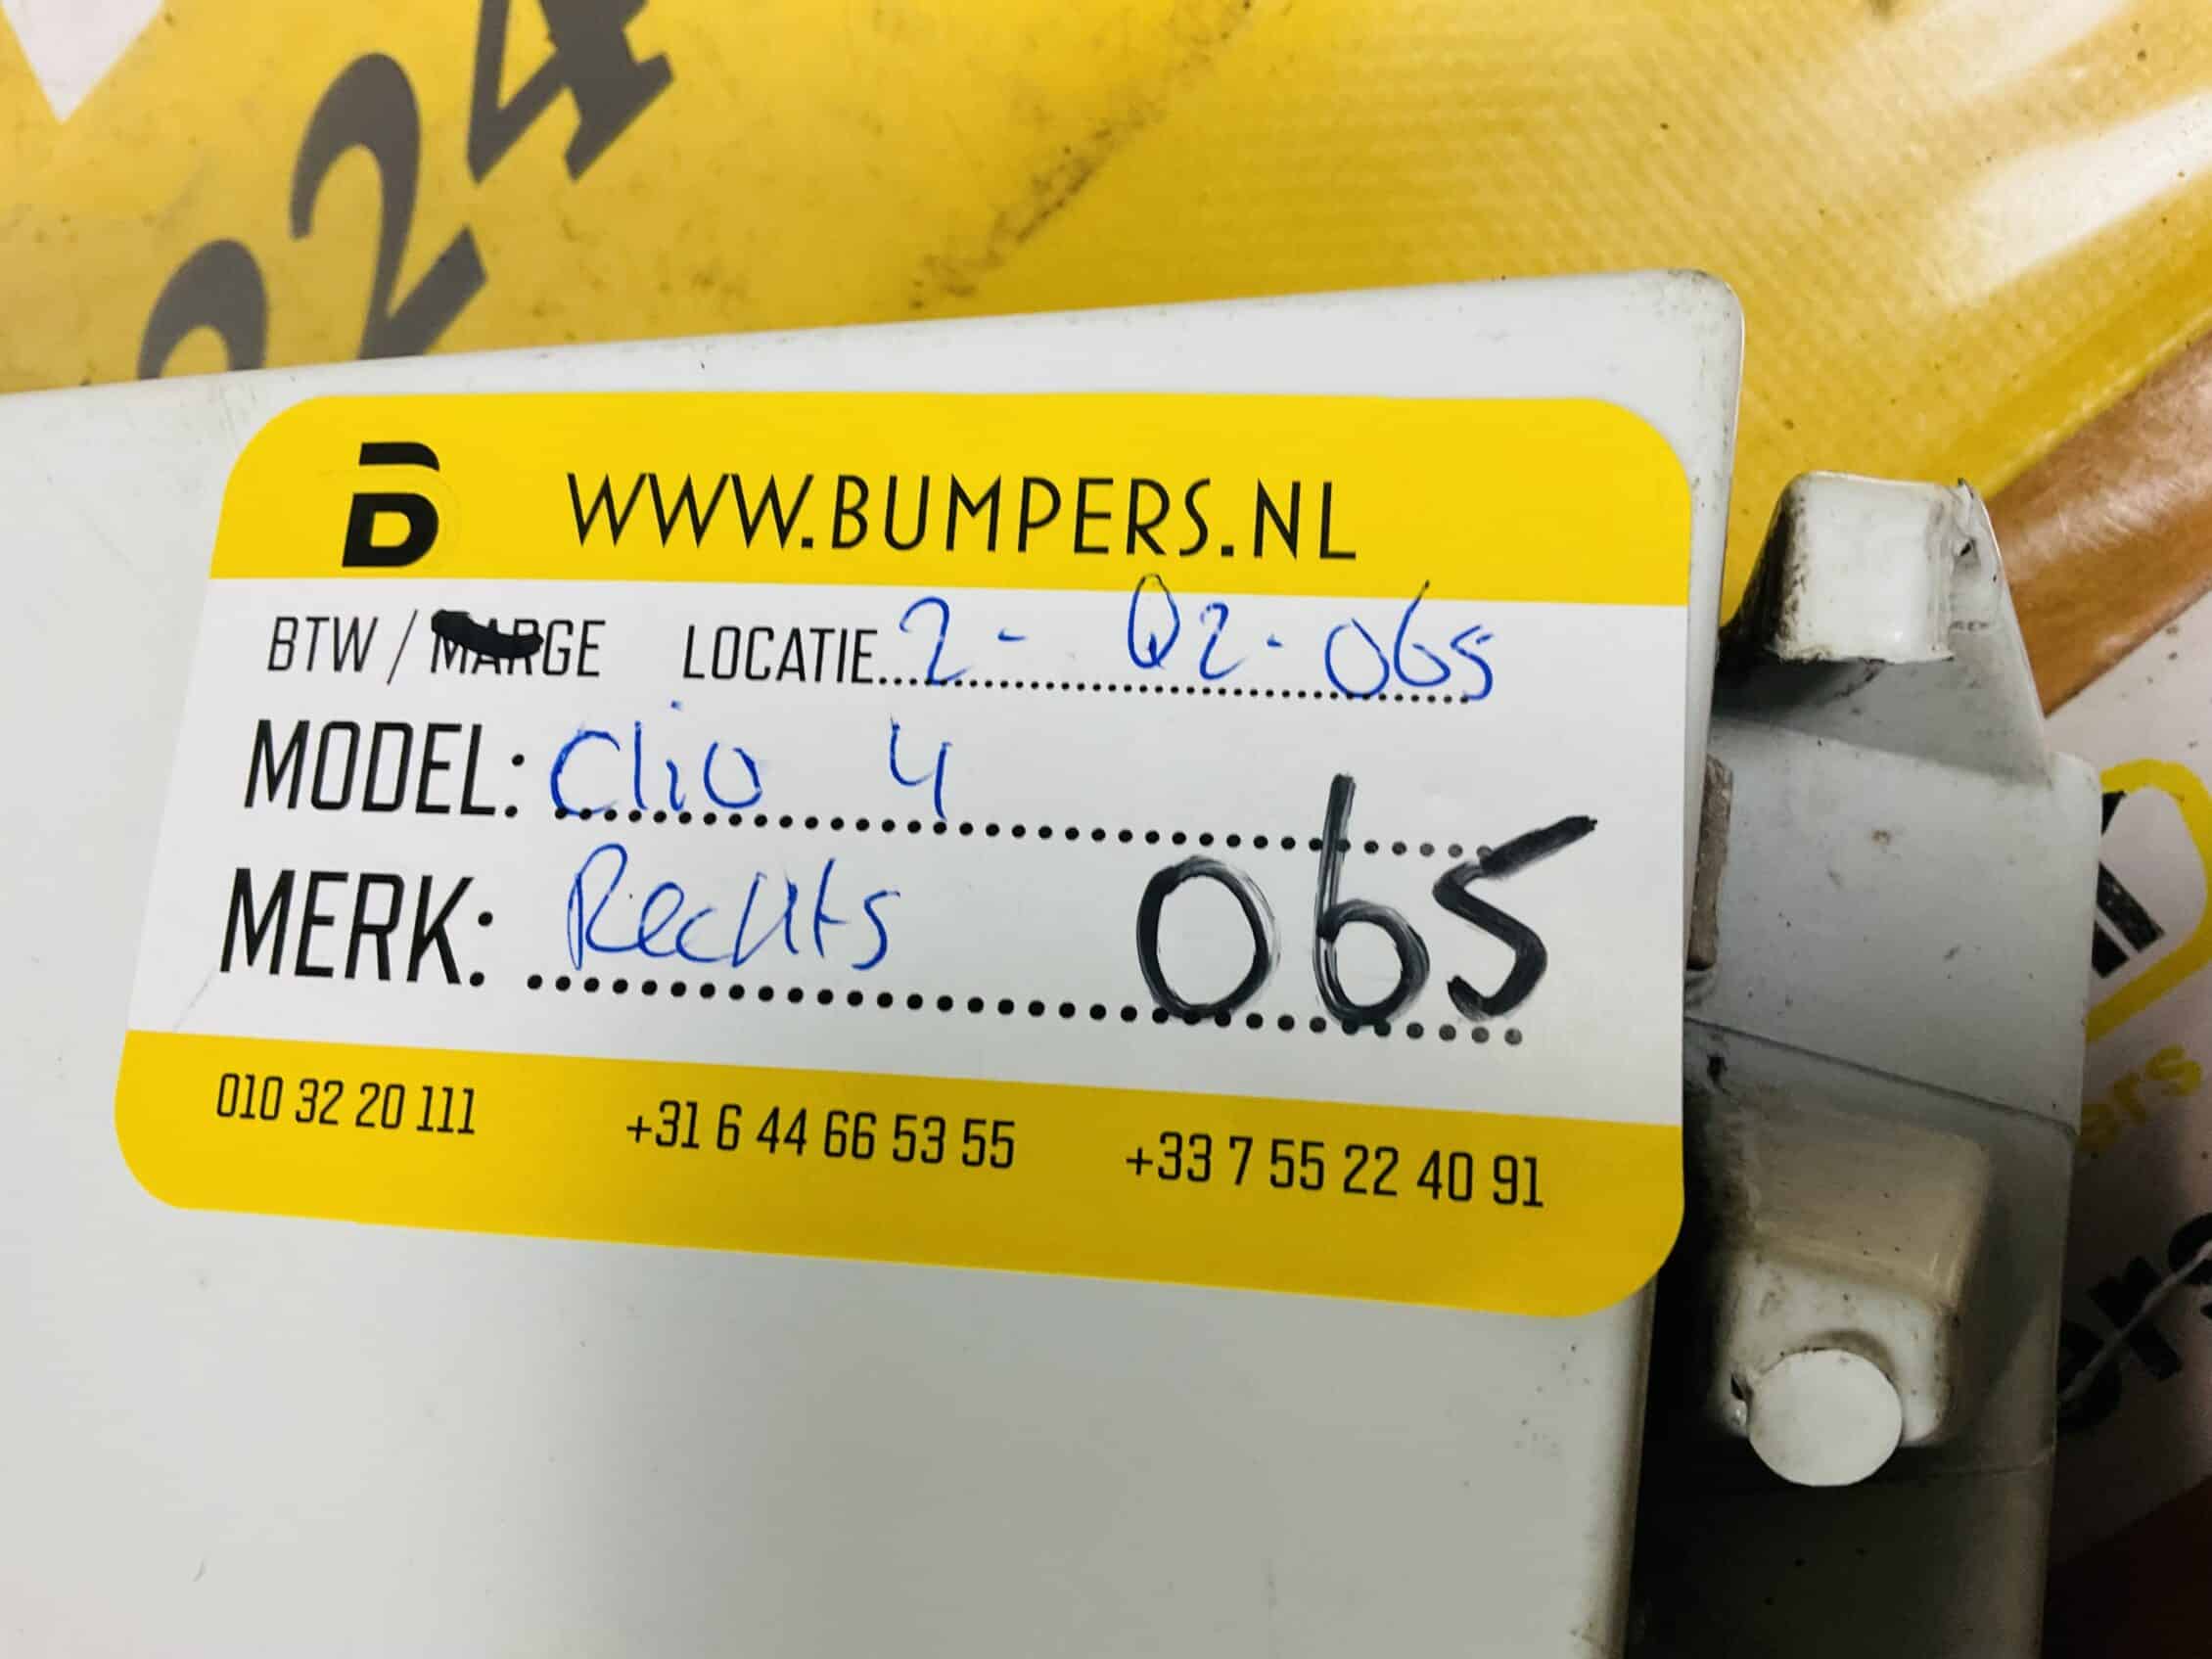 224
B WWW.BUMPERS.NL
BTW / MARGE LOCATIE 2 - Q2 - 065
MODEL: Clio 4
MERK: Rechts 065
010 32 20 111 +31 6 44 66 53 55 +33 7 55 22 40 91